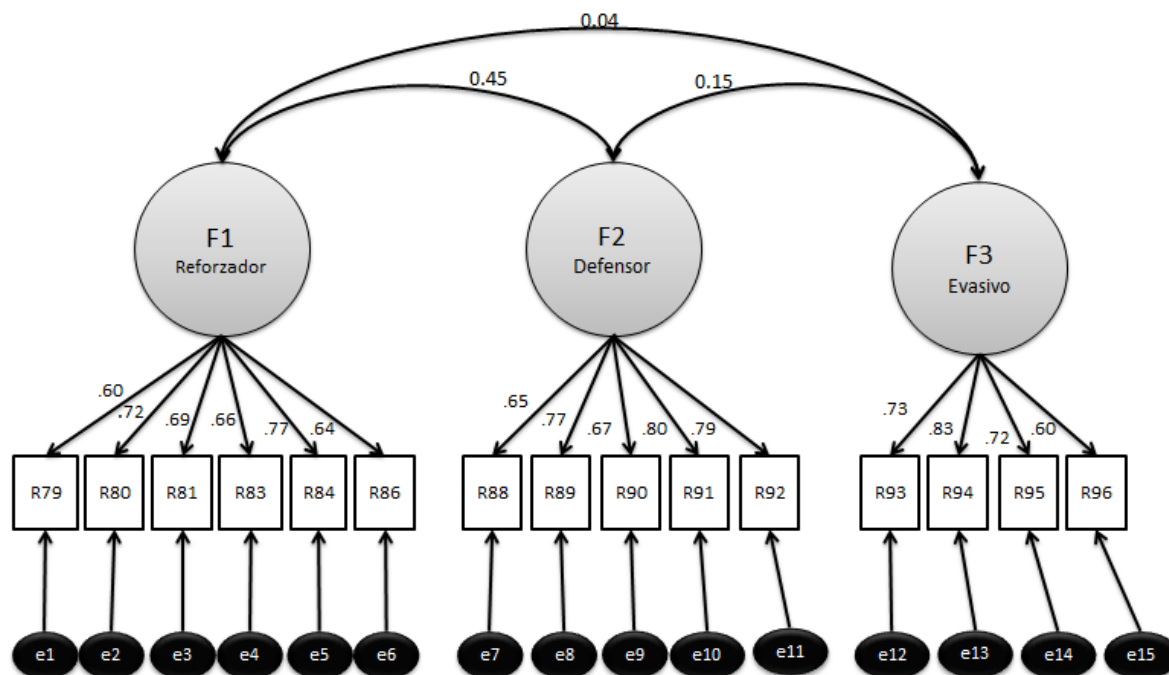 0.04
0.45
0.15
F1
Reforzador
F2
Defensor
F3
Evasivo
.60 .72 .69 .66 .77 .64
.65 .77 .67 .80 .79
.73 .83 .72 .60
R79 R80 R81 R83 R84 R86 R88 R89 R90 R91 R92 R93 R94 R95 R96
e1 e2 e3 e4 e5 e6 e7 e8 e9 e10 e11 e12 e13 e14 e15